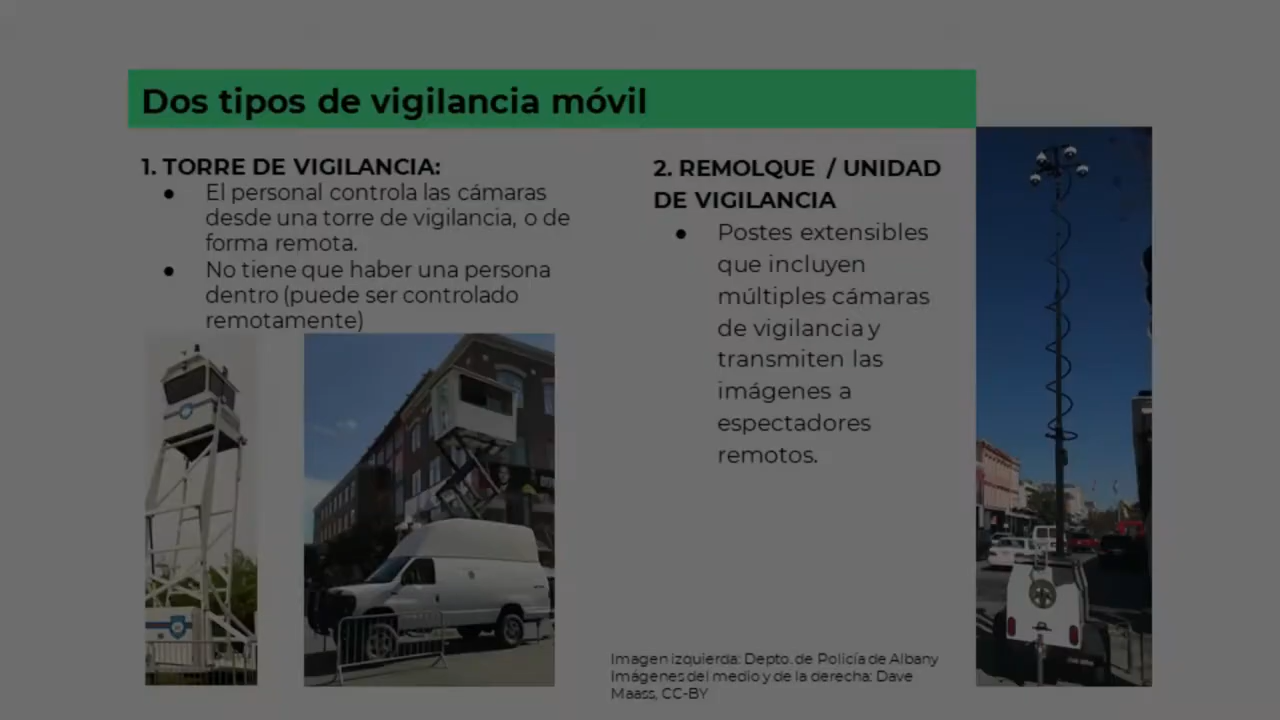 Dos tipos de vigilancia móvil
1. TORRE DE VIGILANCIA:
● El personal controla las cámaras
desde una torre de vigilancia, o de
forma remota.
● No tiene que haber una persona
dentro (puede ser controlado
remotamente)
2. REMOLQUE / UNIDAD
DE VIGILANCIA
● Postes extensibles
que incluyen
múltiples cámaras
de vigilancia y
transmiten las
imágenes a
espectadores
remotos.
Imagen izquierda: Depto. de Policía de Albany
Imágenes del medio y de la derecha: Dave
Maass, CC-BY